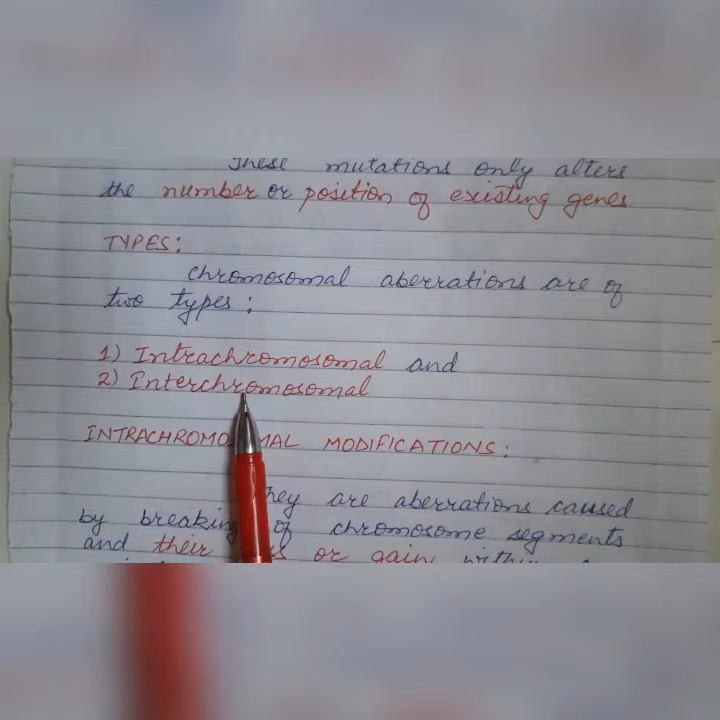 These mutations only alters
the number or position of existing genes
TYPES:
chromosomal aberrations are of
two types:
1) Intrachromosomal and
2) Interchromosomal
INTRACHROMO MAL MODIFICATIONS:
They are aberrations caused
by breaking of chromosome segments
and their or gain within